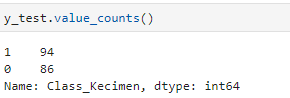 y_test.value_counts()
1    94
0    86
Name: Class_Kecimen, dtype: int64